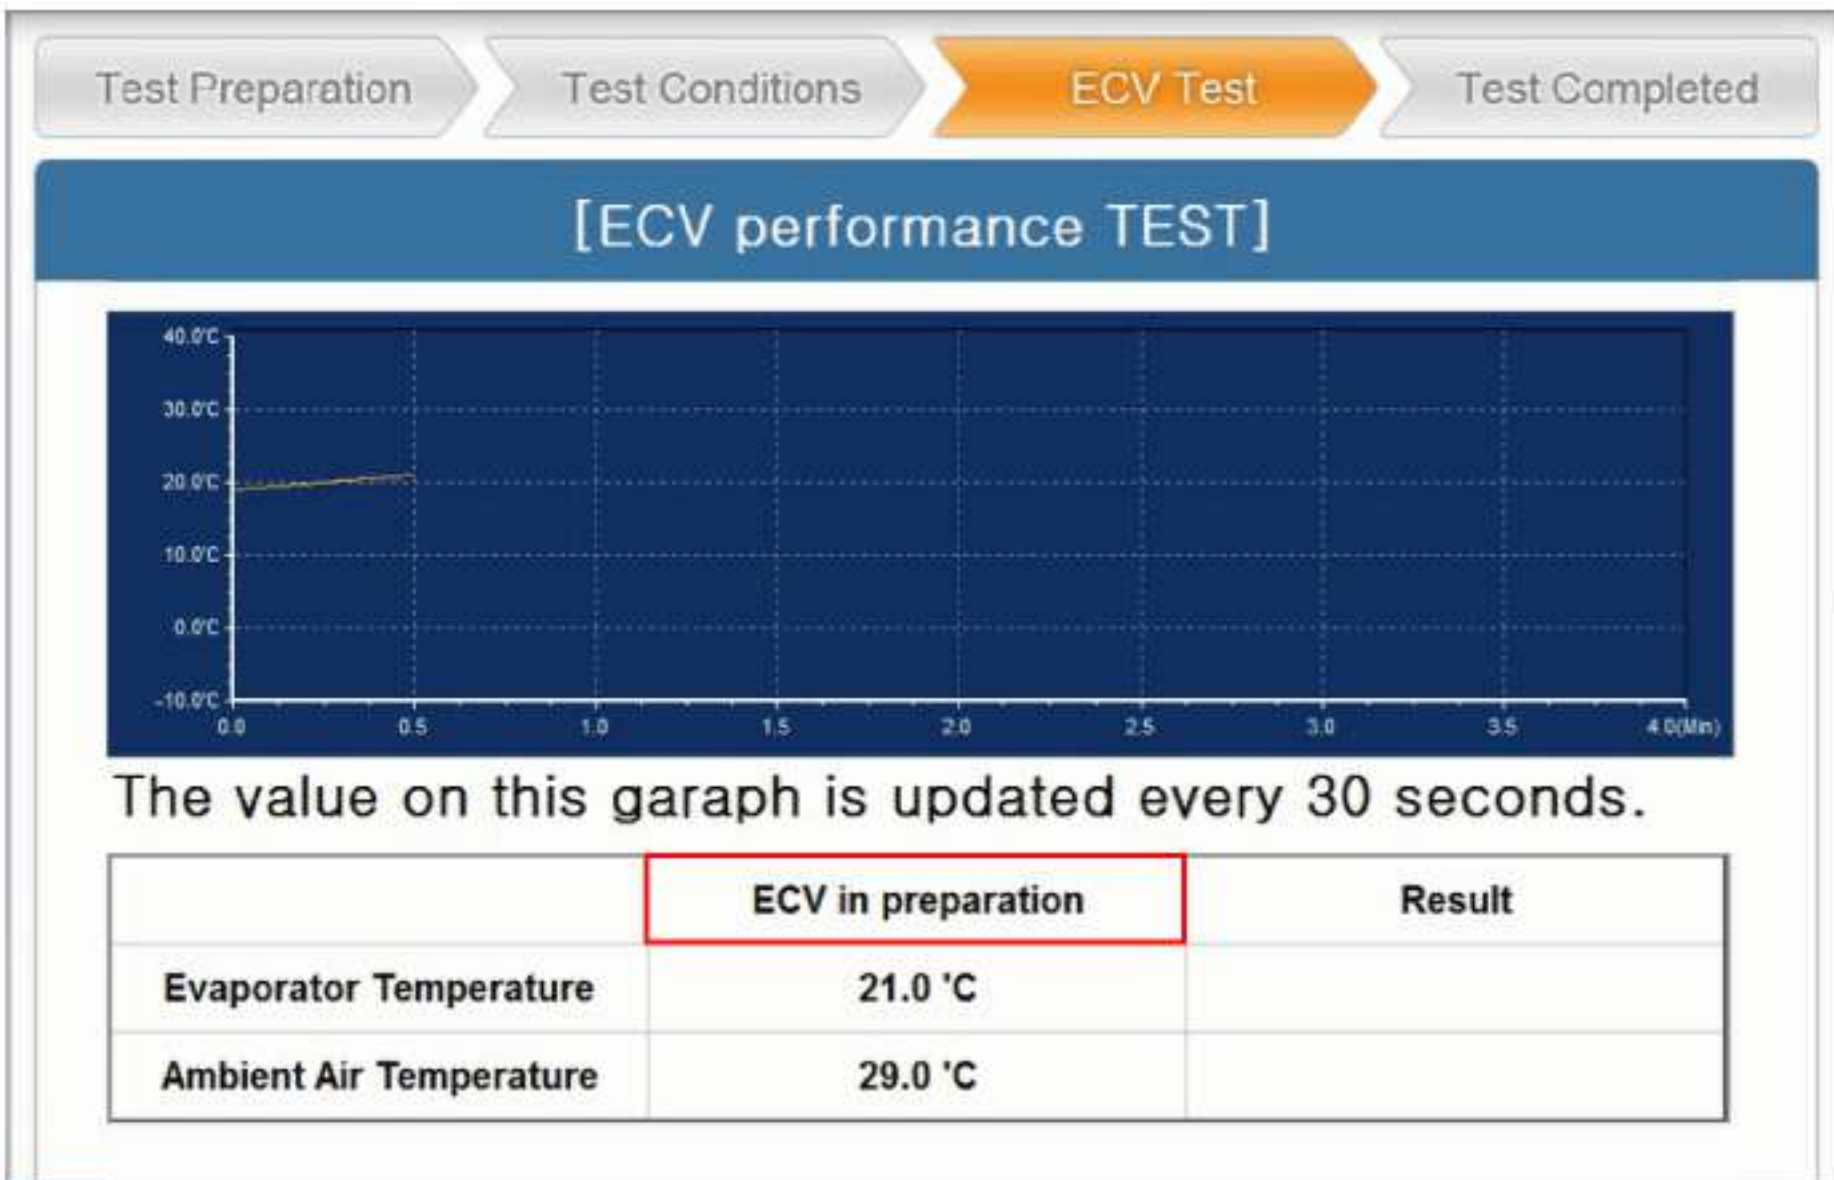 Test Preparation Test Conditions ECV Test Test Completed
[ECV performance TEST]
40.0'C
30.0'C
20.0'C
10.0'C
0.0'C
-10.0'C
0.0 0.5 1.0 1.5 2.0 2.5 3.0 3.5 4.0(Min)
The value on this garaph is updated every 30 seconds.
ECV in preparation Result
Evaporator Temperature 21.0 'C
Ambient Air Temperature 29.0 'C